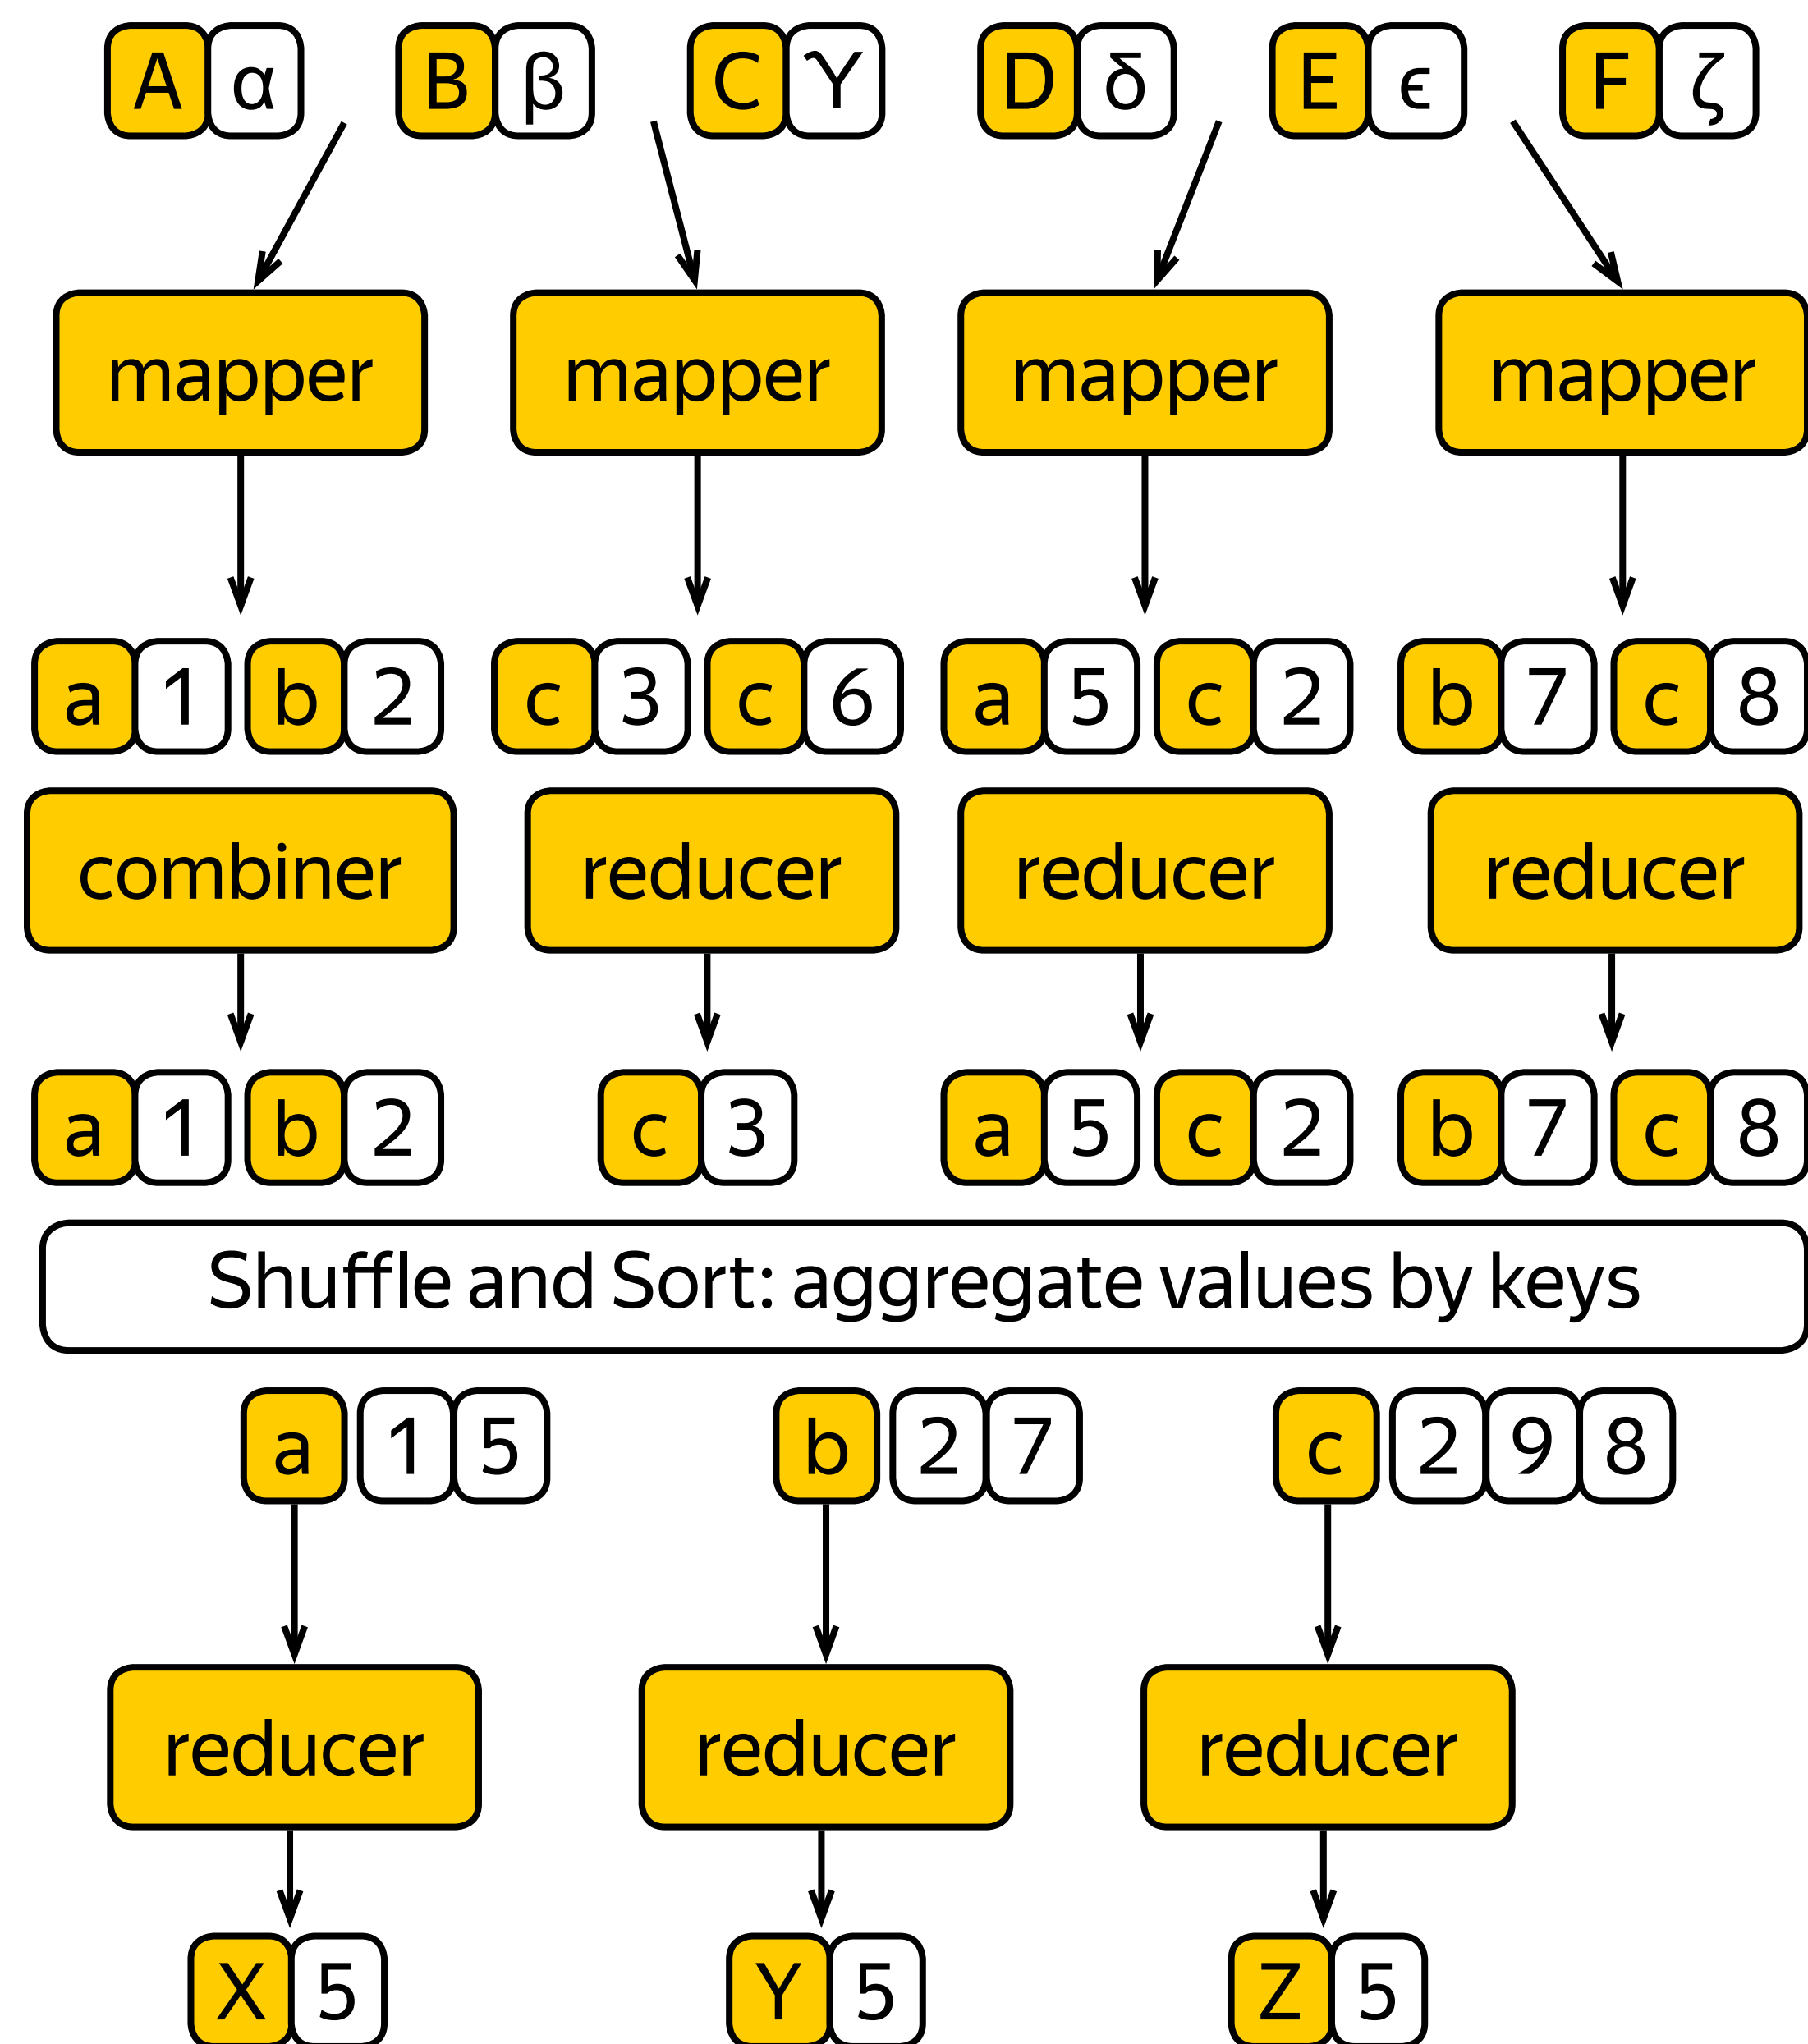 A α B β C ϒ D δ E ϵ F ζ
mapper mapper mapper mapper
a 1 b 2 c 3 c 6 a 5 c 2 b 7 c 8
combiner reducer reducer reducer
a 1 b 2 c 3 a 5 c 2 b 7 c 8
Shuffle and Sort: aggregate values by keys
a 1 5 b 2 7 c 2 9 8
reducer reducer reducer
X 5 Y 5 Z 5